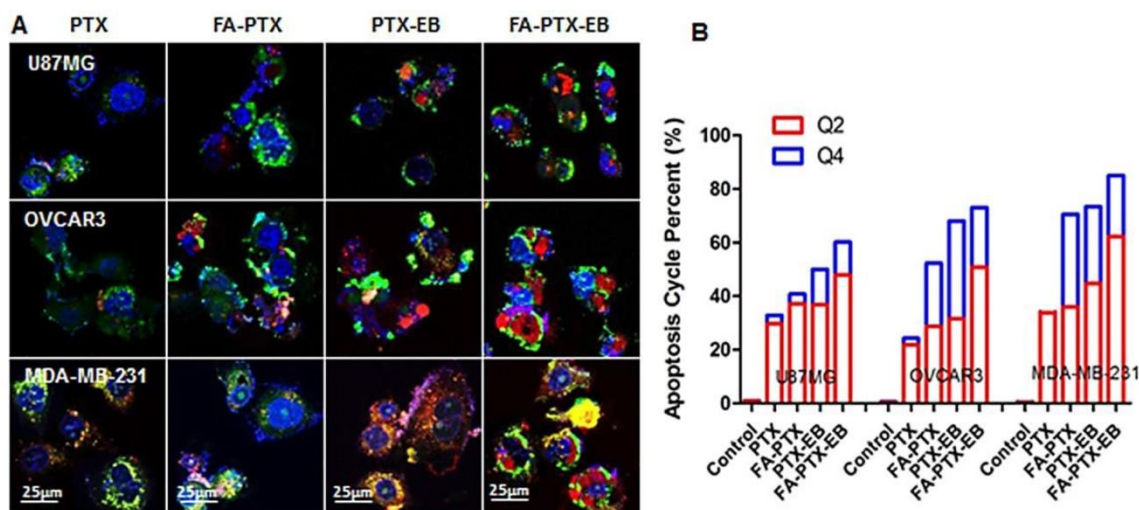 A
PTX FA-PTX PTX-EB FA-PTX-EB
U87MG
OVCAR3
MDA-MB-231
25μm 25μm 25μm 25μm
B
Apoptosis Cycle Percent (%)
Q2
Q4
100
80
60
40
20
0
U87MG OVCAR3 MDA-MB-231
Control PTX FA-PTX PTX-EB FA-PTX-EB Control PTX FA-PTX PTX-EB FA-PTX-EB Control PTX FA-PTX PTX-EB FA-PTX-EB